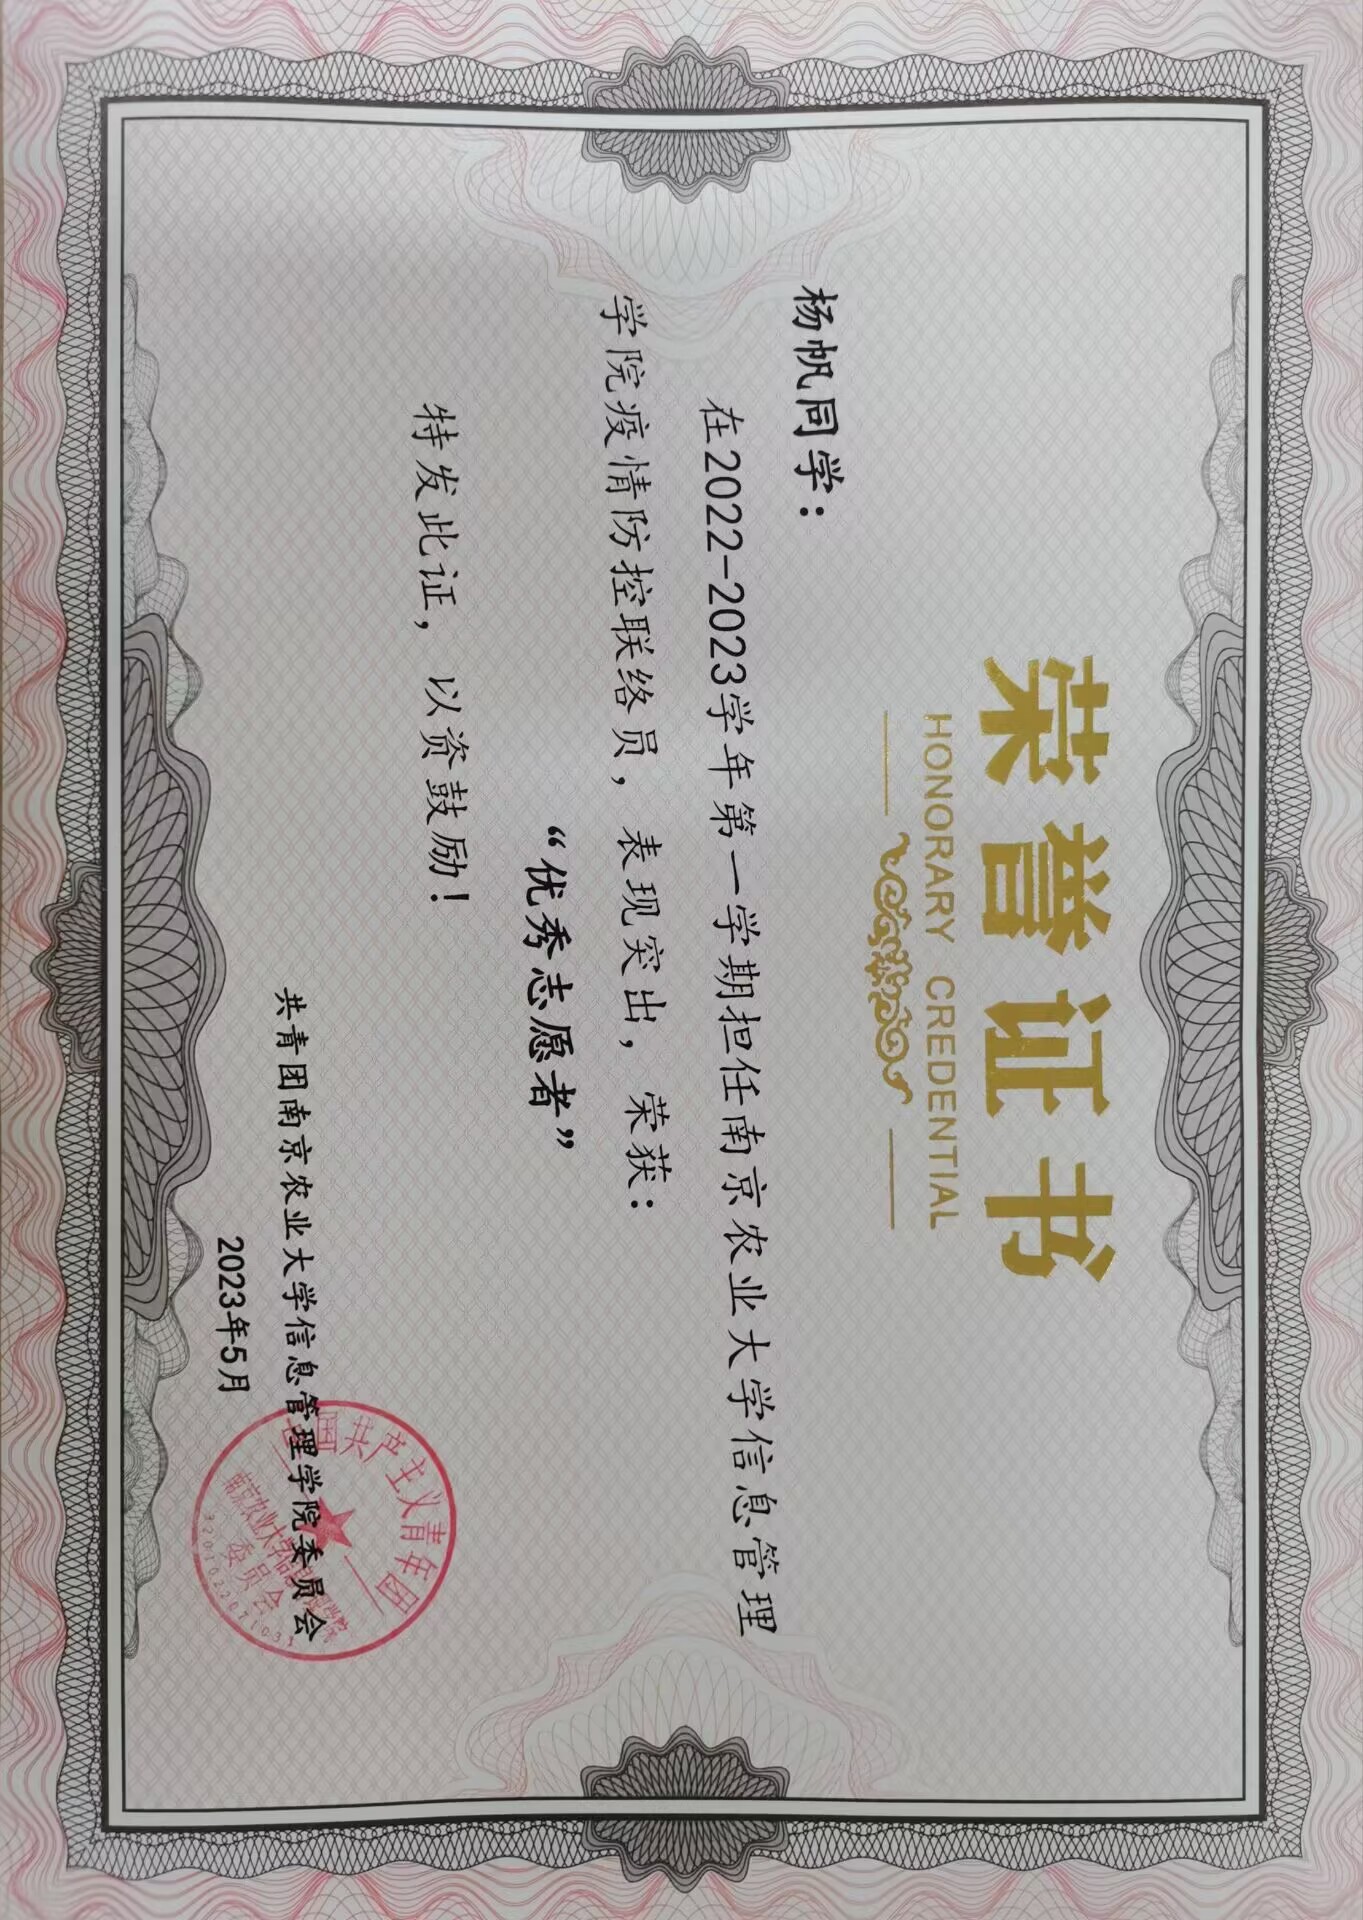 荣誉证书
HONORARY CREDENTIAL
杨帆同学：
在2022-2023学年第一学期担任南京农业大学信息管理
学院疫情防控联络员，表现突出，荣获：
“优秀志愿者”
特发此证，以资鼓励！
共青团南京农业大学信息管理学院委员会
2023年5月
中国共产主义青年团
南京农业大学信息管理学院
委员会